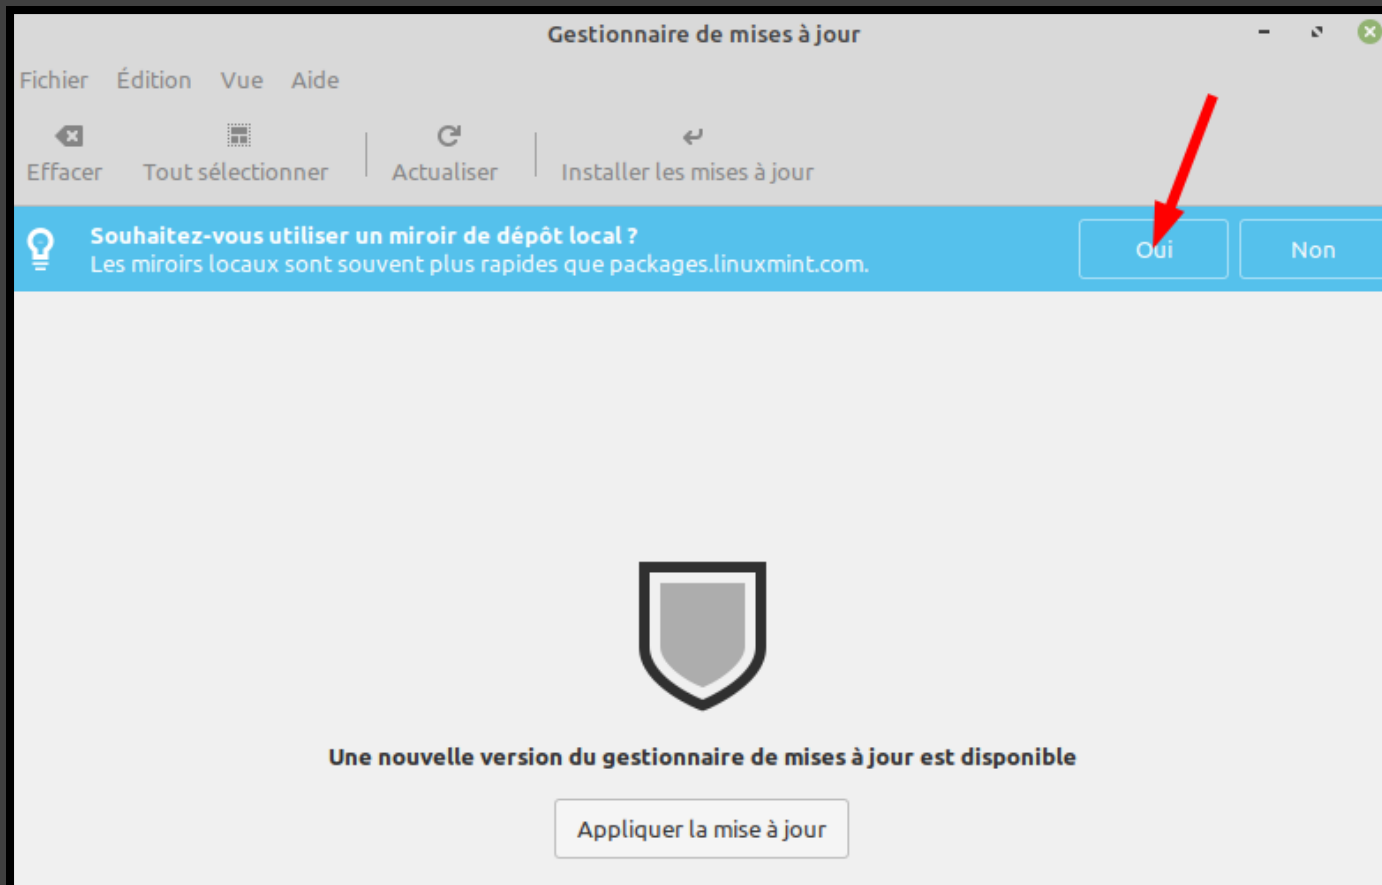 Gestionnaire de mises à jour
Fichier Édition Vue Aide
Effacer Tout sélectionner Actualiser Installer les mises à jour
Souhaitez-vous utiliser un miroir de dépôt local ?
Les miroirs locaux sont souvent plus rapides que packages.linuxmint.com.
Oui Non
Une nouvelle version du gestionnaire de mises à jour est disponible
Appliquer la mise à jour